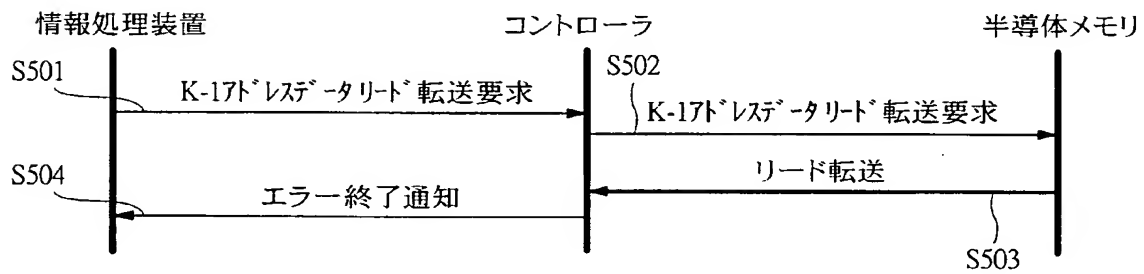 情報処理装置
コントローラ
半導体メモリ
S501
K-1ｱﾄﾞﾚｽﾃﾞｰﾀﾘｰﾄﾞ転送要求
S502
K-1ｱﾄﾞﾚｽﾃﾞｰﾀﾘｰﾄﾞ転送要求
S504
エラー終了通知
リード転送
S503